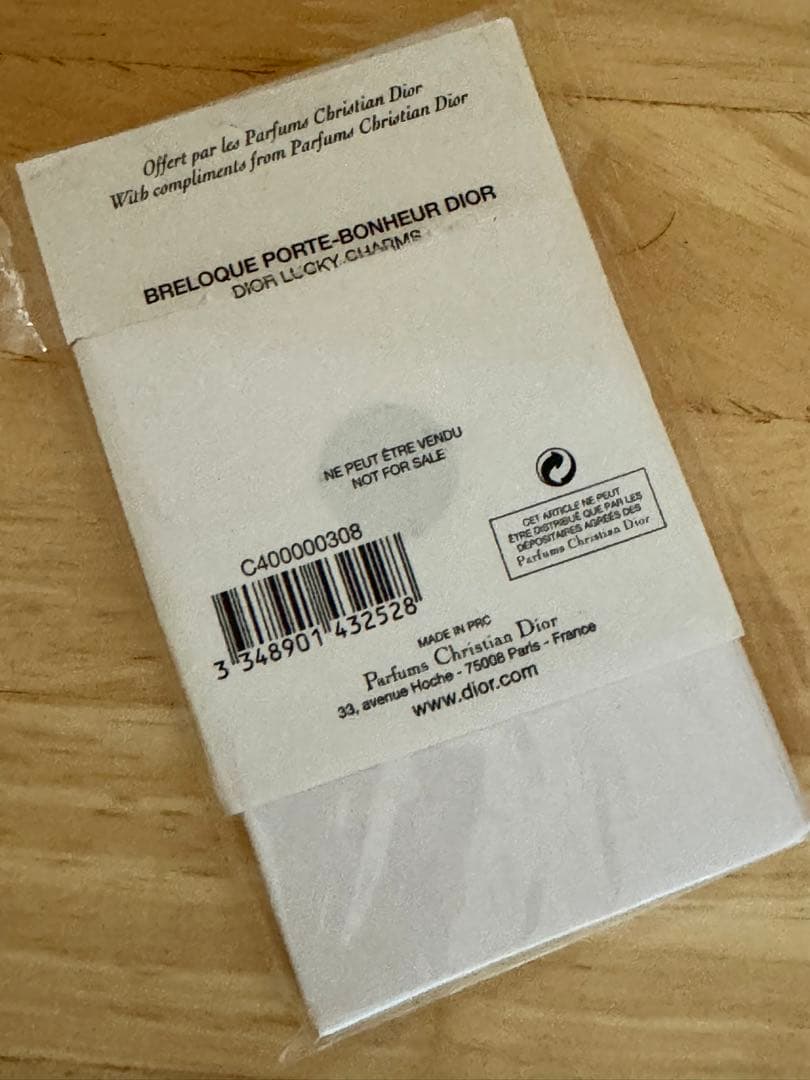 Offert par les Parfums Christian Dior
With compliments from Parfums Christian Dior
BRELOQUE PORTE-BONHEUR DIOR
DIOR LUCKY CHARMS
NE PEUT ÊTRE VENDU
NOT FOR SALE
C400000308
3 348901 432528
CET ARTICLE NE PEUT
ÊTRE DISTRIBUÉ QUE PAR LES
DÉPOSITAIRES AGRÉÉS DES
Parfums Christian Dior
MADE IN PRC
Parfums Christian Dior
33, avenue Hoche - 75008 Paris - France
www.dior.com